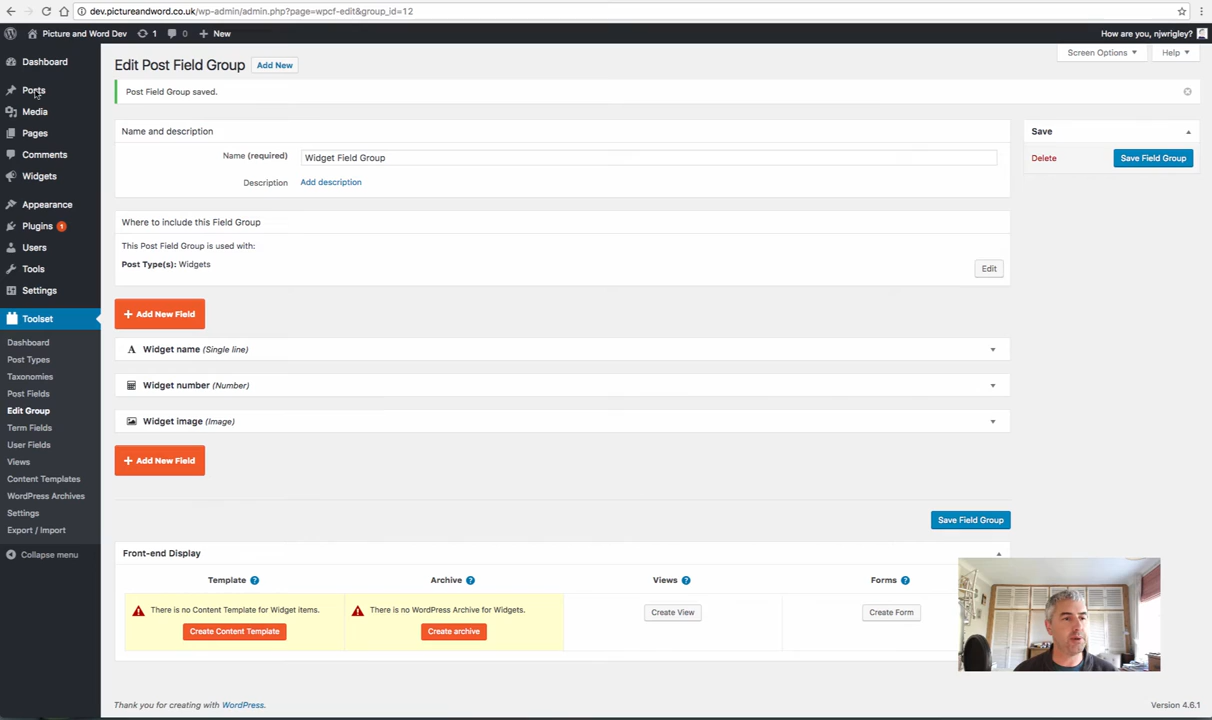 dev.pictureandword.co.uk/wp-admin/admin.php?page=wpcf-edit&group_id=12
Picture and Word Dev 1 0 + New How are you, njwrigley
Screen Options Help
Dashboard
Posts
Media
Pages
Comments
Widgets
Appearance
Plugins 1
Users
Tools
Settings
Toolset
Dashboard
Post Types
Taxonomies
Post Fields
Edit Group
Term Fields
User Fields
Views
Content Templates
WordPress Archives
Settings
Export / Import
Collapse menu
Edit Post Field Group Add New
Post Field Group saved.
Name and description
Name (required) Widget Field Group
Description Add description
Where to include this Field Group
This Post Field Group is used with:
Post Type(s): Widgets
Edit
+ Add New Field
A Widget name (Single line)
Widget number (Number)
Widget image (Image)
+ Add New Field
Save Field Group
Save
Delete Save Field Group
Front-end Display
Template ? Archive ? Views ? Forms ?
There is no Content Template for Widget items. There is no WordPress Archive for Widgets. Create View Create Form
Create Content Template Create archive
Thank you for creating with WordPress. Version 4.6.1